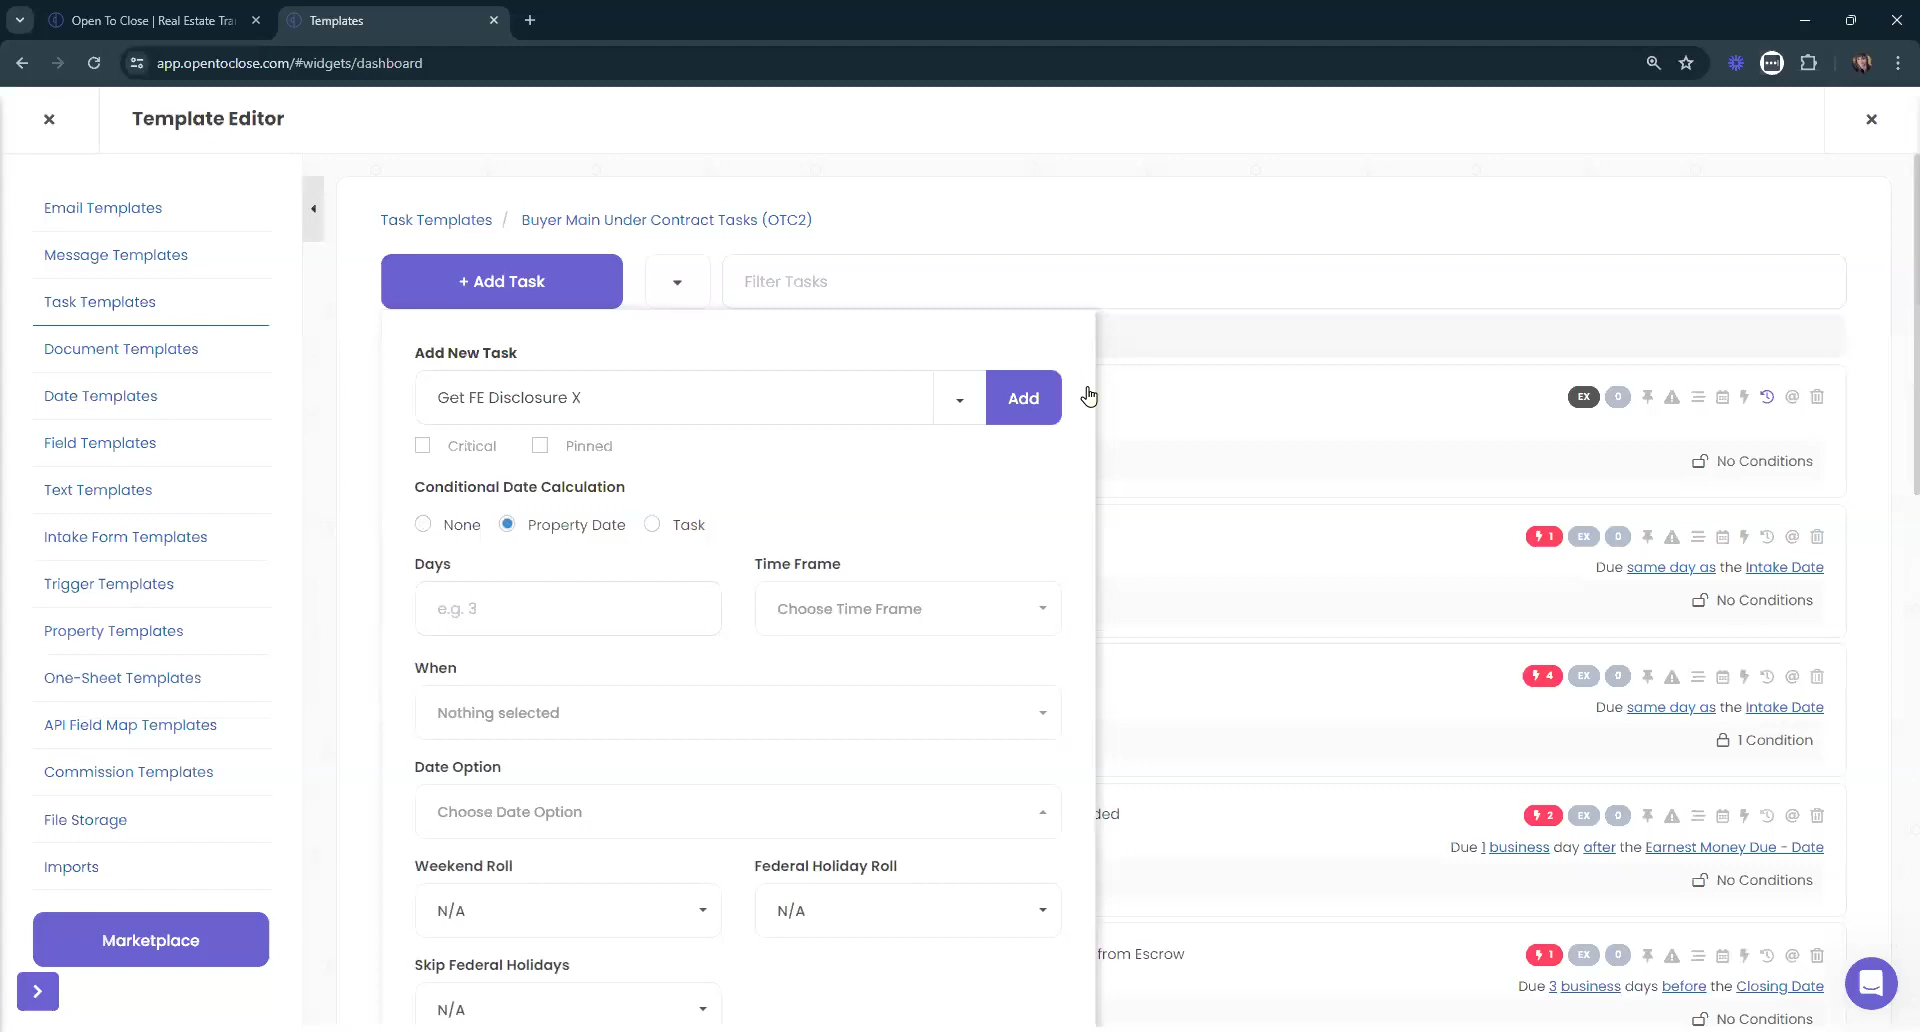 Open To Close | Real Estate Tra
Templates
app.opentoclose.com/#widgets/dashboard
Template Editor
Email Templates
Message Templates
Task Templates
Document Templates
Date Templates
Field Templates
Text Templates
Intake Form Templates
Trigger Templates
Property Templates
One-Sheet Templates
API Field Map Templates
Commission Templates
File Storage
Imports
Marketplace
Task Templates / Buyer Main Under Contract Tasks (OTC2)
+ Add Task
Filter Tasks
Add New Task
Get FE Disclosure X
Add
Critical
Pinned
Conditional Date Calculation
None
Property Date
Task
Days
Time Frame
e.g. 3
Choose Time Frame
When
Nothing selected
Date Option
Choose Date Option
Weekend Roll
Federal Holiday Roll
N/A
N/A
Skip Federal Holidays
N/A
EX 0
No Conditions
1 EX 0
Due same day as the Intake Date
No Conditions
4 EX 0
Due same day as the Intake Date
1 Condition
ded
2 EX 0
Due 1 business day after the Earnest Money Due - Date
No Conditions
from Escrow
1 EX 0
Due 3 business days before the Closing Date
No Conditions